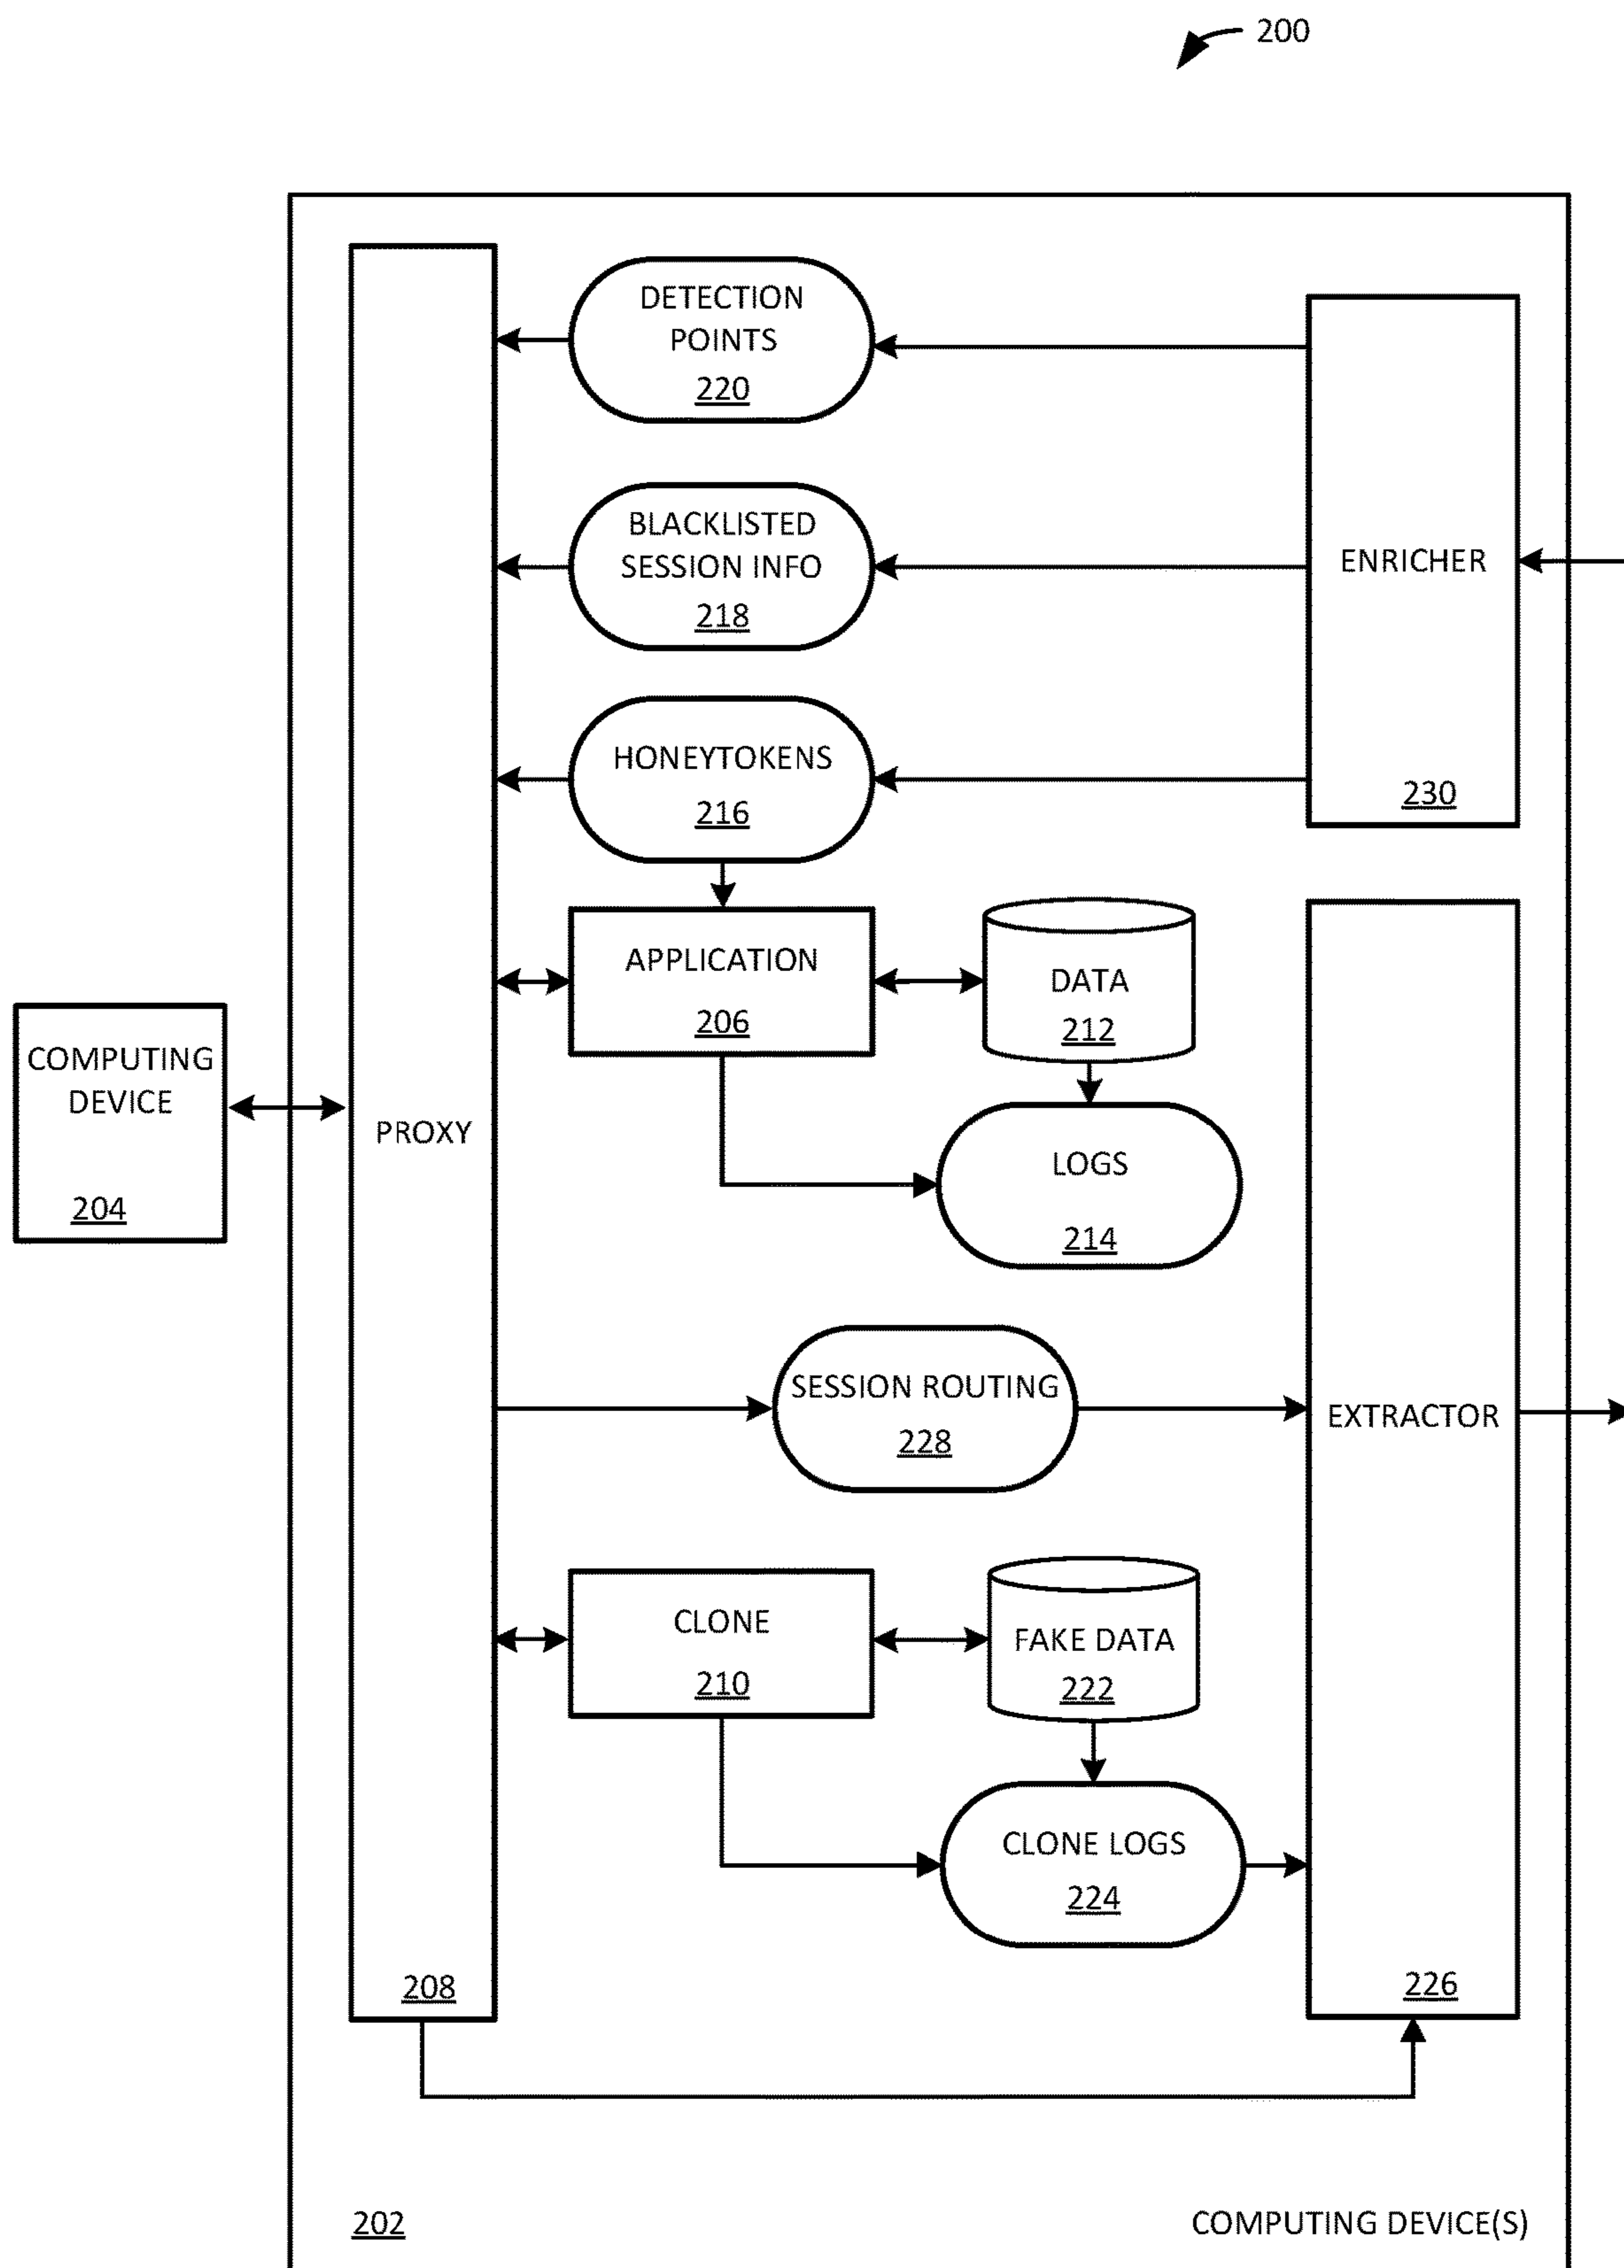 200
DETECTION
POINTS
220
BLACKLISTED
SESSION INFO
218
ENRICHER
HONEYTOKENS
216
230
APPLICATION
206
DATA
212
COMPUTING
DEVICE
204
PROXY
LOGS
214
SESSION ROUTING
228
EXTRACTOR
CLONE
210
FAKE DATA
222
CLONE LOGS
224
208
226
202
COMPUTING DEVICE(S)